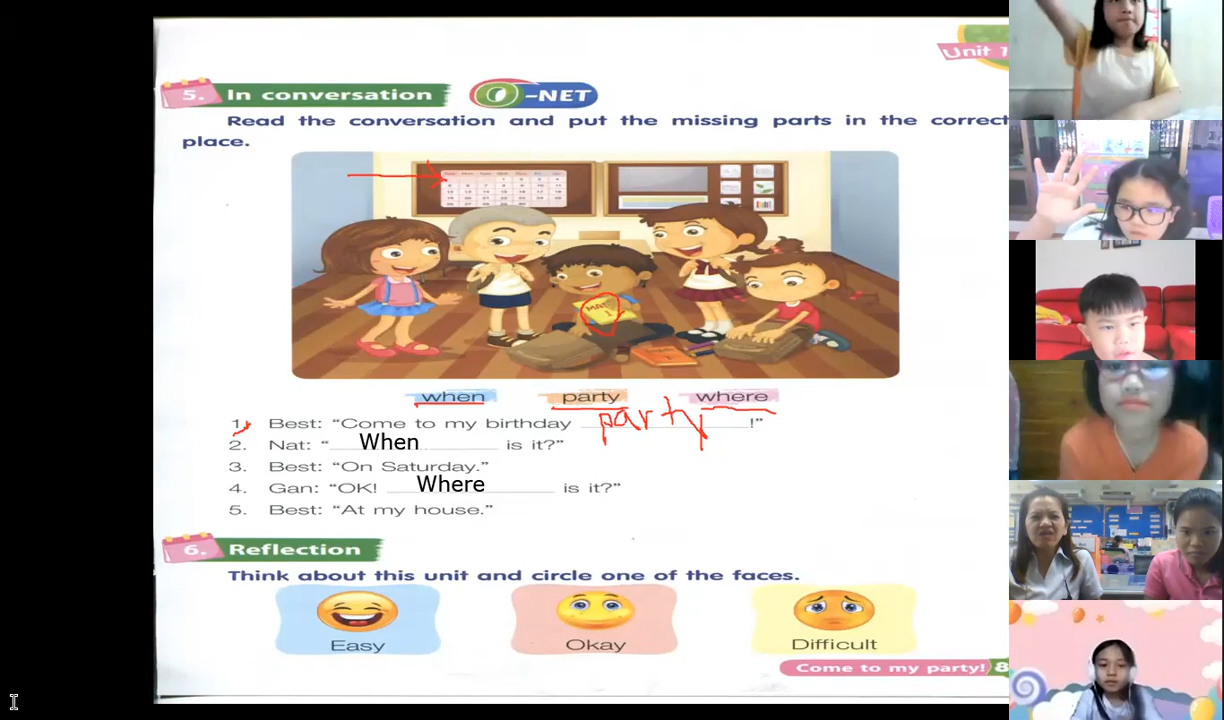 Unit 1
5. In conversation O-NET
Read the conversation and put the missing parts in the correct
place.
MATH
1
when party where
1. Best: "Come to my birthday party !"
2. Nat: " When is it?"
3. Best: "On Saturday."
4. Gan: "OK! Where is it?"
5. Best: "At my house."
6. Reflection
Think about this unit and circle one of the faces.
Easy Okay Difficult
Come to my party! 8